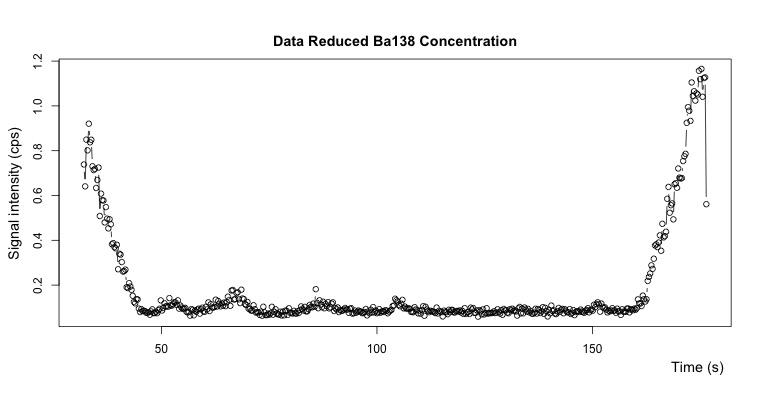 Data Reduced Ba138 Concentration
Signal intensity (cps)
1.2
1.0
0.8
0.6
0.4
0.2
50 100 150
Time (s)